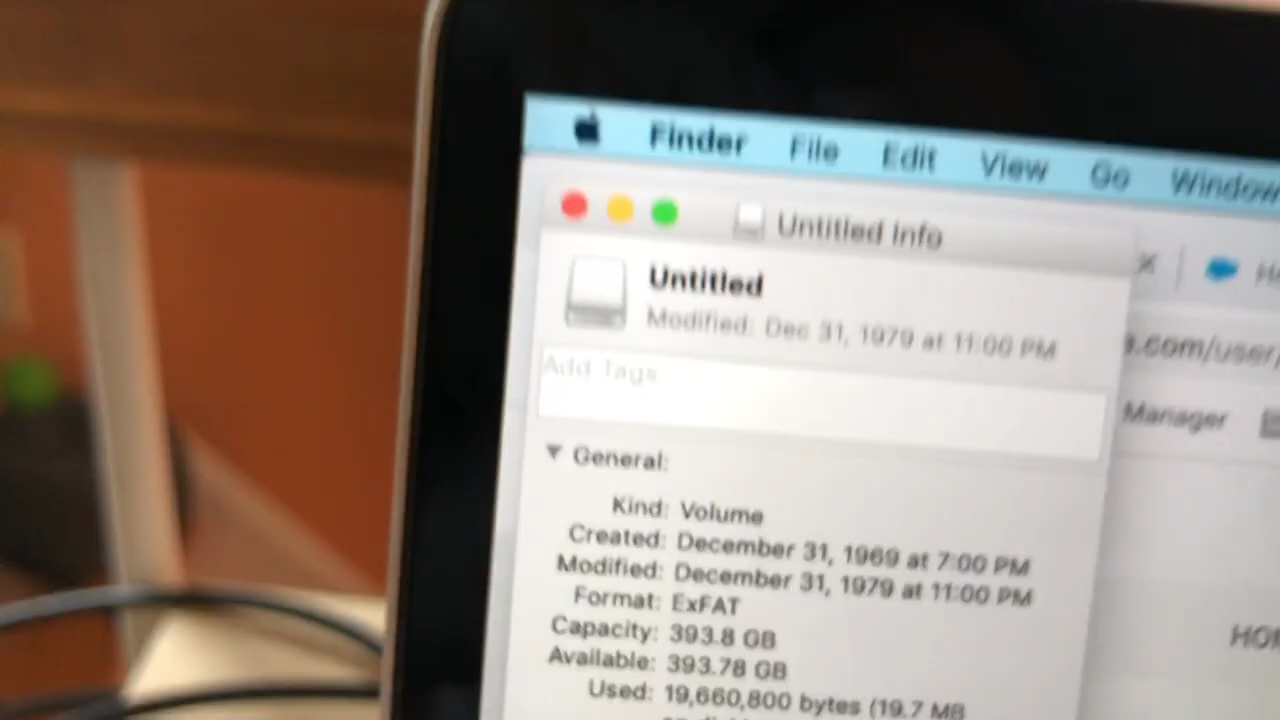 Finder File Edit View Go Window
Untitled Info
Untitled
Modified: Dec 31, 1979 at 11:00 PM
.com/user/
Add Tags
Manager
General:
Kind: Volume
Created: December 31, 1969 at 7:00 PM
Modified: December 31, 1979 at 11:00 PM
Format: ExFAT
Capacity: 393.8 GB
Available: 393.78 GB
Used: 19,660,800 bytes (19.7 MB